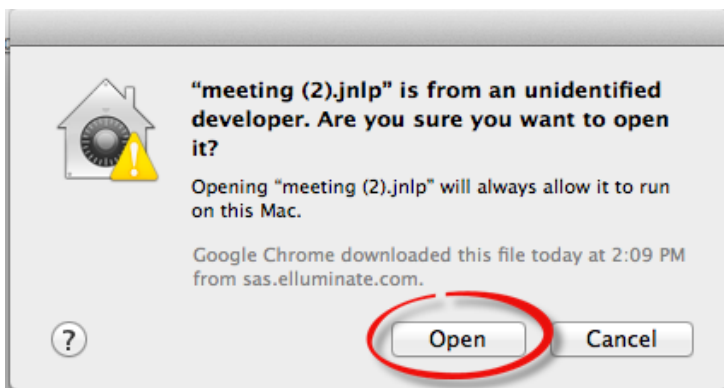 “meeting (2).jnlp” is from an unidentified
developer. Are you sure you want to open
it?
Opening “meeting (2).jnlp” will always allow it to run
on this Mac.
Google Chrome downloaded this file today at 2:09 PM
from sas.elluminate.com.
?
Open
Cancel